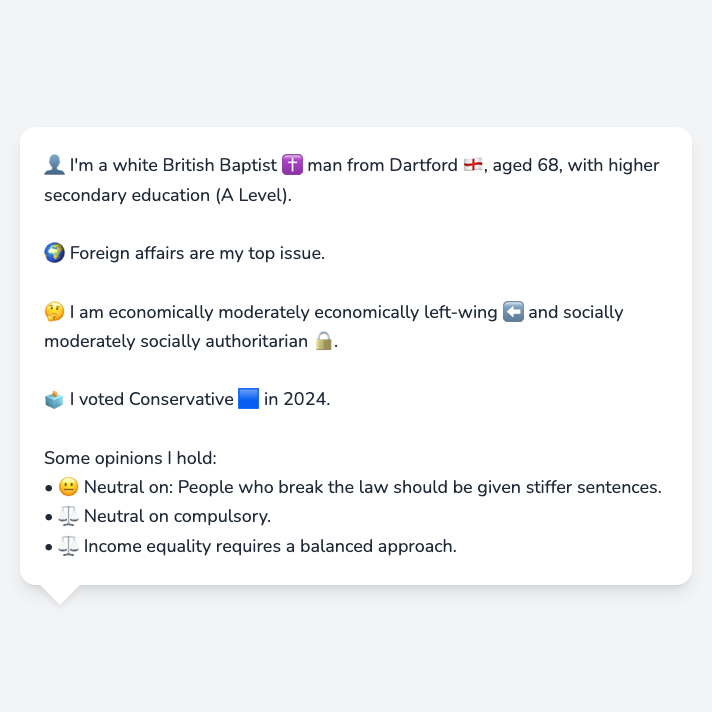 👤 I'm a white British Baptist ✝️ man from Dartford 🏴󠁧󠁢󠁥󠁮󠁧󠁿, aged 68, with higher
secondary education (A Level).
🌍 Foreign affairs are my top issue.
🤔 I am economically moderately economically left-wing ⬅️ and socially
moderately socially authoritarian 🔒.
🗳️ I voted Conservative 🟦 in 2024.
Some opinions I hold:
• 😐 Neutral on: People who break the law should be given stiffer sentences.
• ⚖️ Neutral on compulsory.
• ⚖️ Income equality requires a balanced approach.